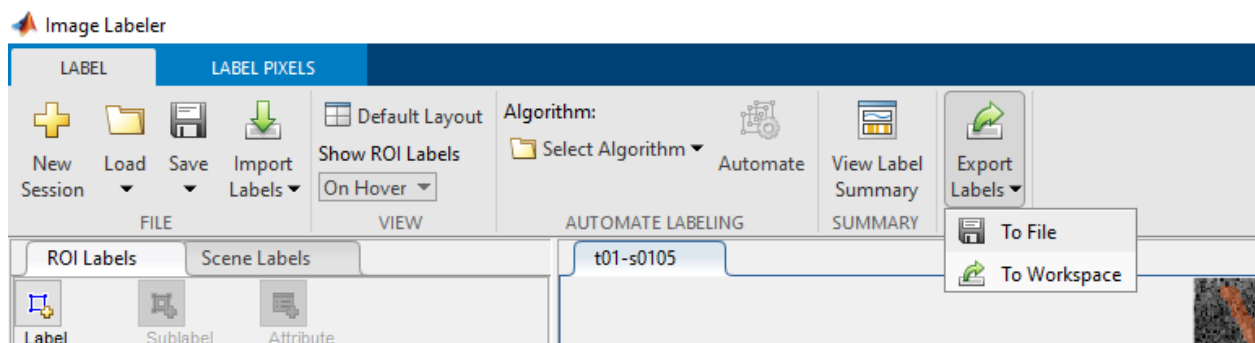 Image Labeler
LABEL
LABEL PIXELS
New
Session
Load
Save
Import
Labels
FILE
Default Layout
Show ROI Labels
On Hover
VIEW
Algorithm:
Select Algorithm
Automate
AUTOMATE LABELING
View Label
Summary
SUMMARY
Export
Labels
To File
To Workspace
ROI Labels
Scene Labels
t01-s0105
Label
Sublabel
Attribute